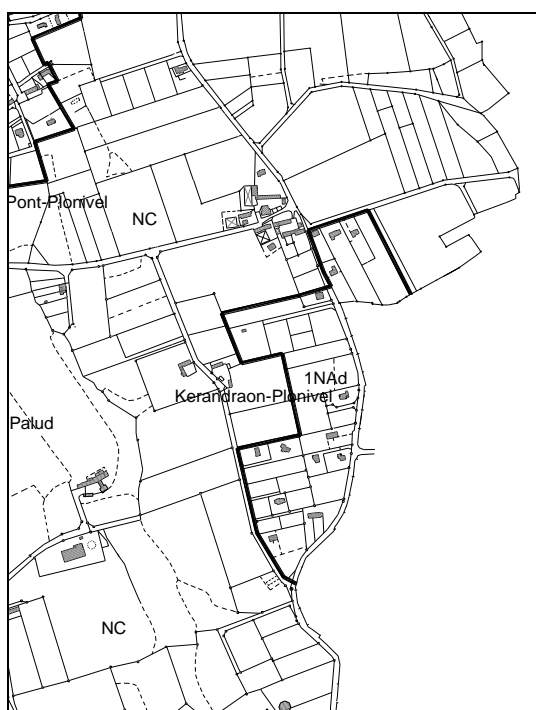 Pont-Plonivel
NC
1NAd
Kerandraon-Plonivel
Palud
NC